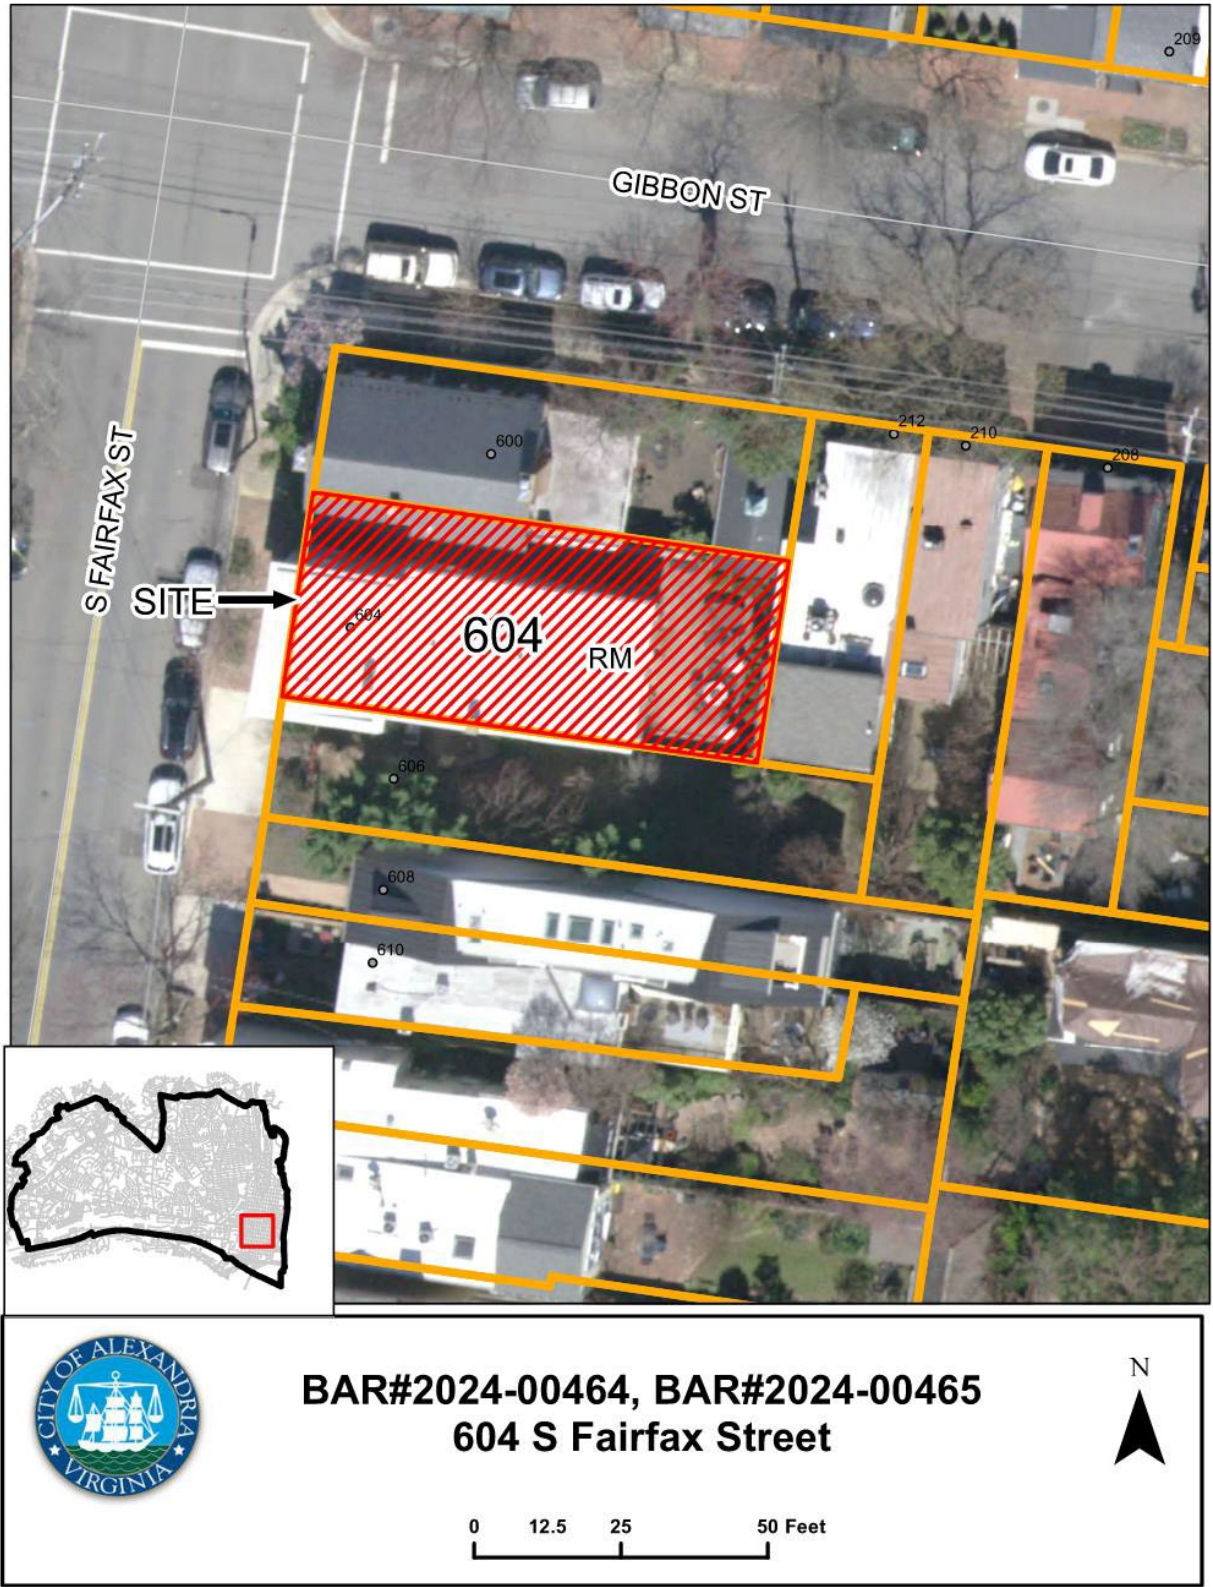 209
GIBBON ST
212
210
208
600
S FAIRFAX ST
SITE
604
604
RM
606
608
610
CITY OF ALEXANDRIA
VIRGINIA
BAR#2024-00464, BAR#2024-00465
604 S Fairfax Street
N
0 12.5 25 50 Feet